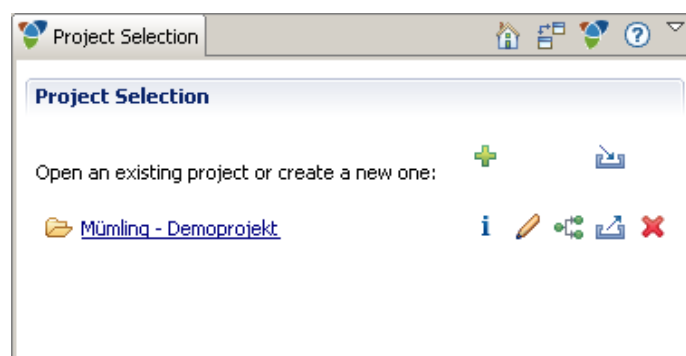 Project Selection
Project Selection
Open an existing project or create a new one:
Mümling - Demoprojekt